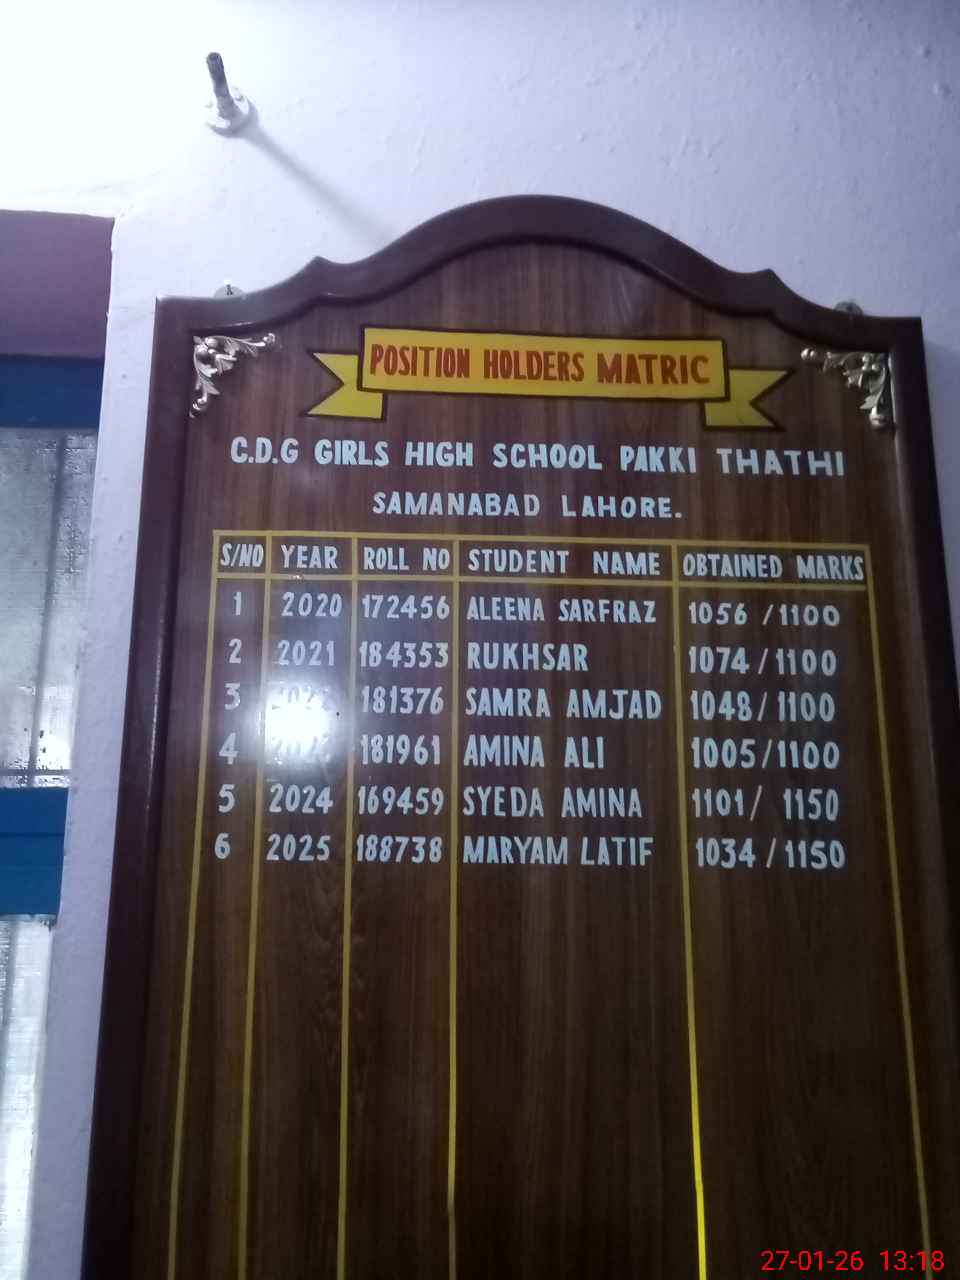 POSITION HOLDERS MATRIC
C.D.G GIRLS HIGH SCHOOL PAKKI THATHI
SAMANABAD LAHORE.
S/NO YEAR ROLL NO STUDENT NAME OBTAINED MARKS
1 2020 172456 ALEENA SARFRAZ 1056 /1100
2 2021 184353 RUKHSAR 1074 /1100
3 2022 181376 SAMRA AMJAD 1048/ 1100
4 181961 AMINA ALI 1005/1100
5 2024 169459 SYEDA AMINA 1101/ 1150
6 2025 188738 MARYAM LATIF 1034 /1150
27-01-26 13:18